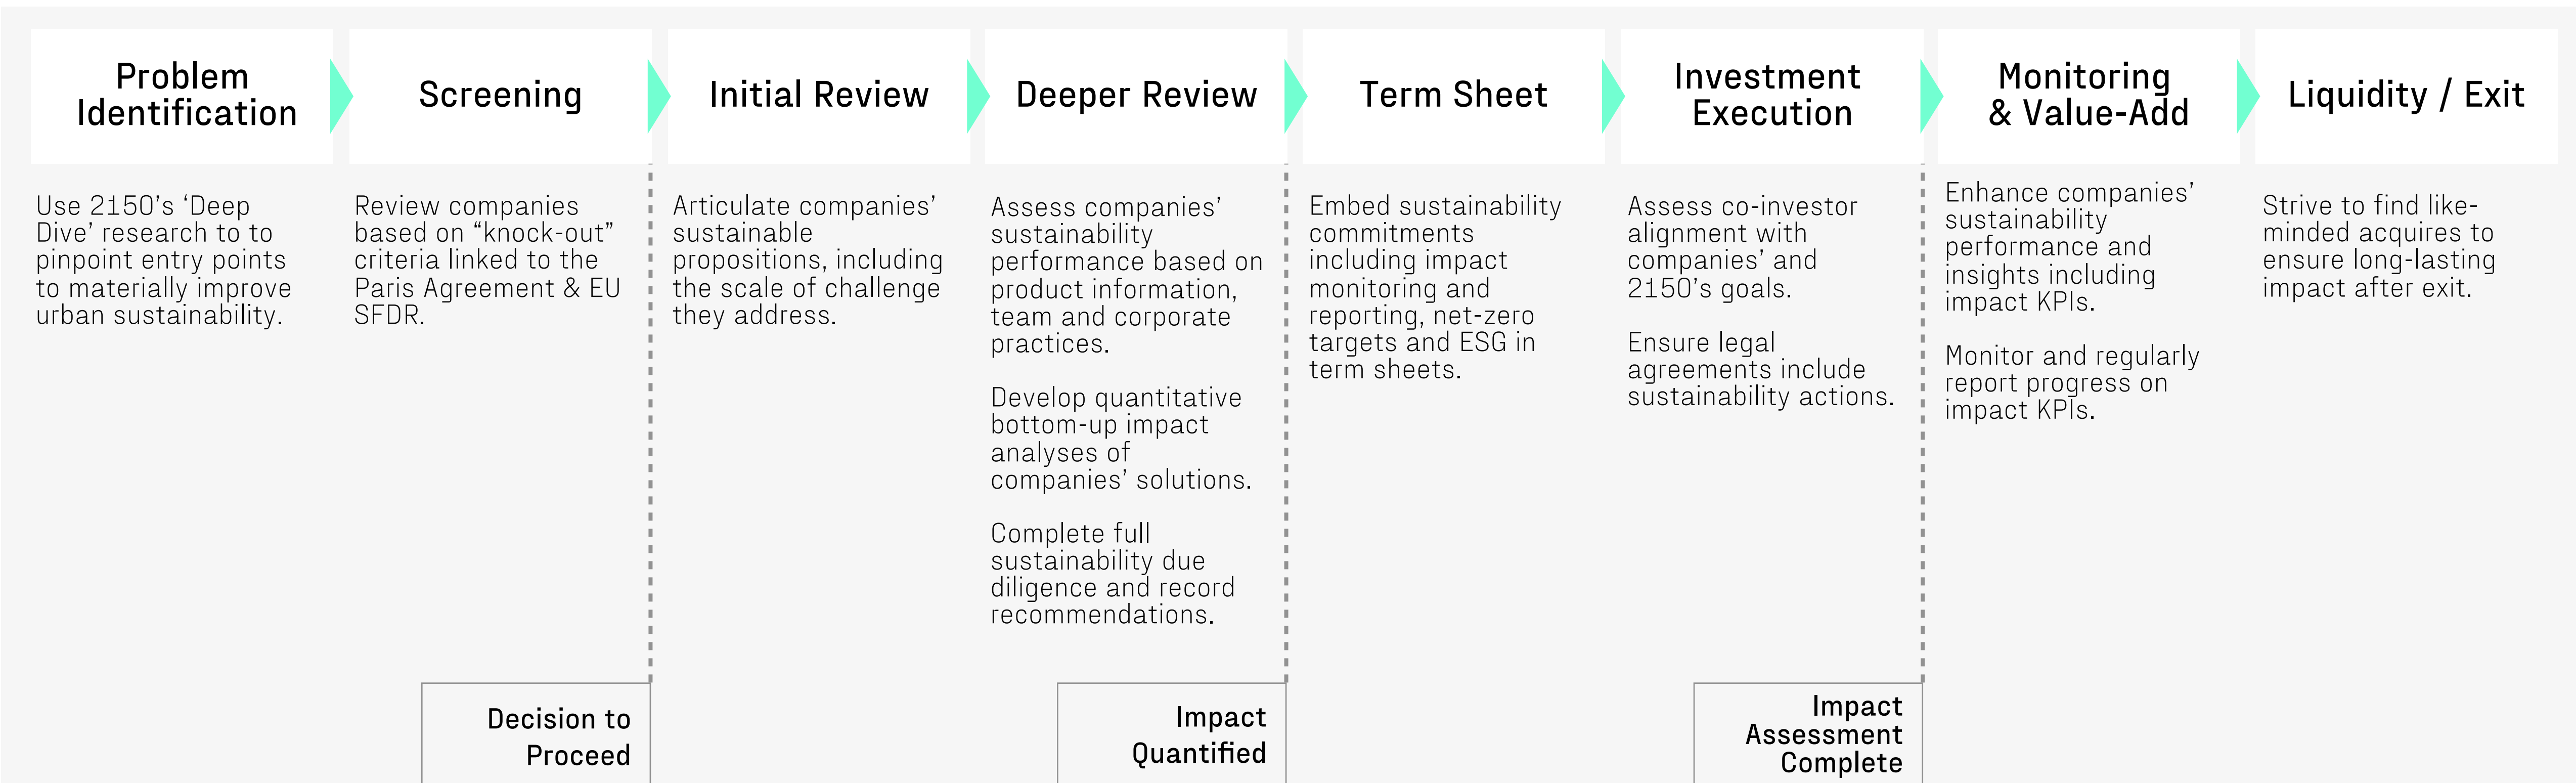 Problem
Identification
Screening
Initial Review
Deeper Review
Term Sheet
Investment
Execution
Monitoring
& Value-Add
Liquidity / Exit
Use 2150's ‘Deep
Dive’ research to to
pinpoint entry points
to materially improve
urban sustainability.
Review companies
based on “knock-out”
criteria linked to the
Paris Agreement & EU
SFDR.
Articulate companies’
sustainable
propositions, including
the scale of challenge
they address.
Assess companies’
sustainability
performance based on
product information,
team and corporate
practices.
Develop quantitative
bottom-up impact
analyses of
companies’ solutions.
Complete full
sustainability due
diligence and record
recommendations.
Embed sustainability
commitments
including impact
monitoring and
reporting, net-zero
targets and ESG in
term sheets.
Assess co-investor
alignment with
companies’ and
2150’s goals.
Ensure legal
agreements include
sustainability actions.
Enhance companies’
sustainability
performance and
insights including
impact KPIs.
Monitor and regularly
report progress on
impact KPIs.
Strive to find like-
minded acquires to
ensure long-lasting
impact after exit.
Decision to
Proceed
Impact
Quantified
Impact
Assessment
Complete